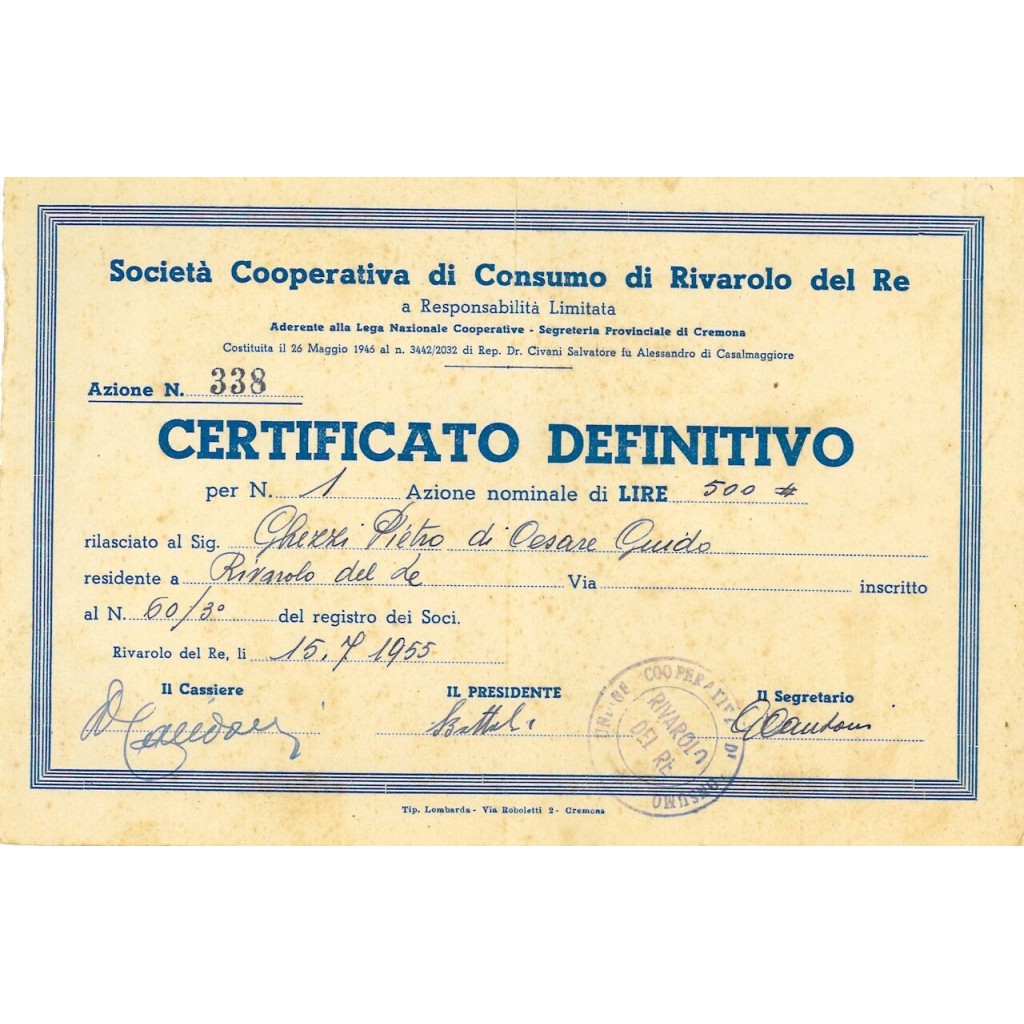 Società Cooperativa di Consumo di Rivarolo del Re
a Responsabilità Limitata
Aderente alla Lega Nazionale Cooperative - Segreteria Provinciale di Cremona
Costituita il 26 Maggio 1946 al n. 3442/2032 di Rep. Dr. Civani Salvatore fu Alessandro di Casalmaggiore
Azione N. 338
CERTIFICATO DEFINITIVO
per N. 1 Azione nominale di LIRE 500 #
rilasciato al Sig. Ghezzi Pietro di Cesare Guido
residente a Rivarolo del Re Via inscritto
al N. 60/3° del registro dei Soci.
Rivarolo del Re, li 15.7.1955
Il Cassiere IL PRESIDENTE Il Segretario
COOPERATIVA DI CONSUMO
RIVAROLO
DEL RE
Tip. Lombarda - Via Roboletti 2 - Cremona